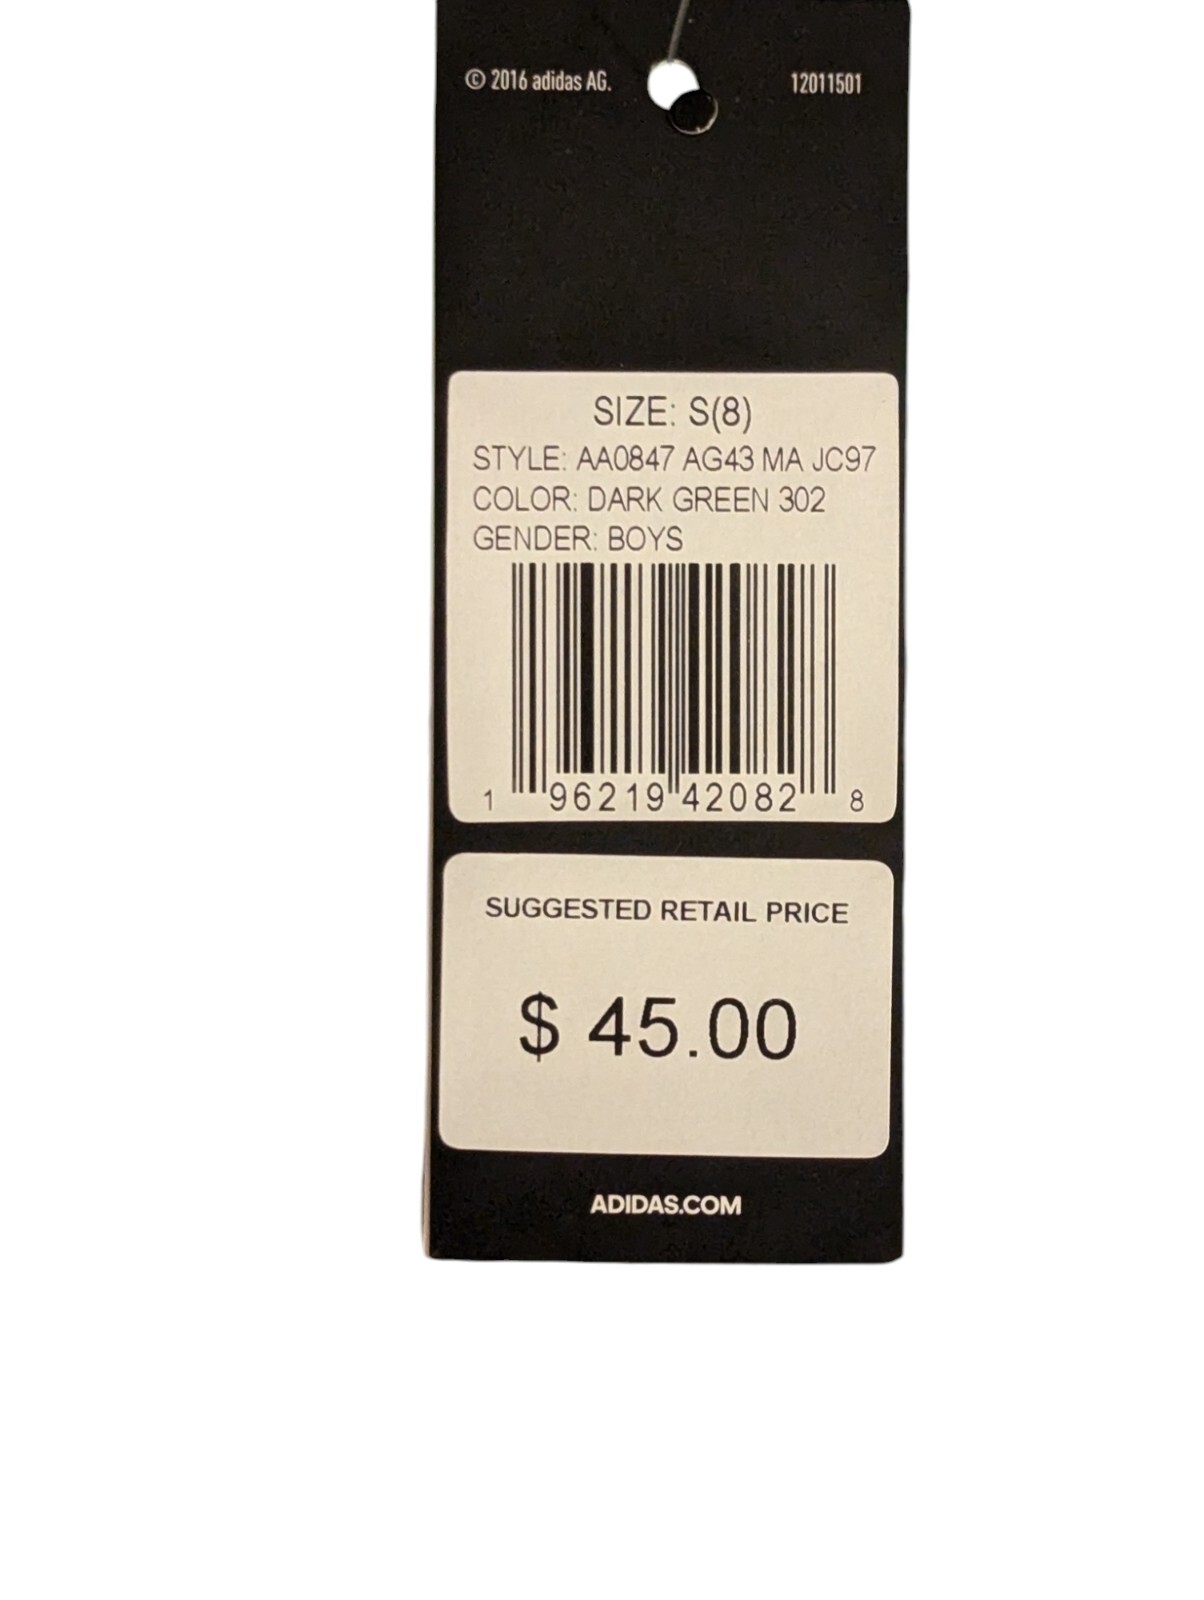 © 2016 adidas AG. 12011501
SIZE: S(8)
STYLE: AA0847 AG43 MA JC97
COLOR: DARK GREEN 302
GENDER: BOYS
1 96219 42082 8
SUGGESTED RETAIL PRICE
$ 45.00
ADIDAS.COM